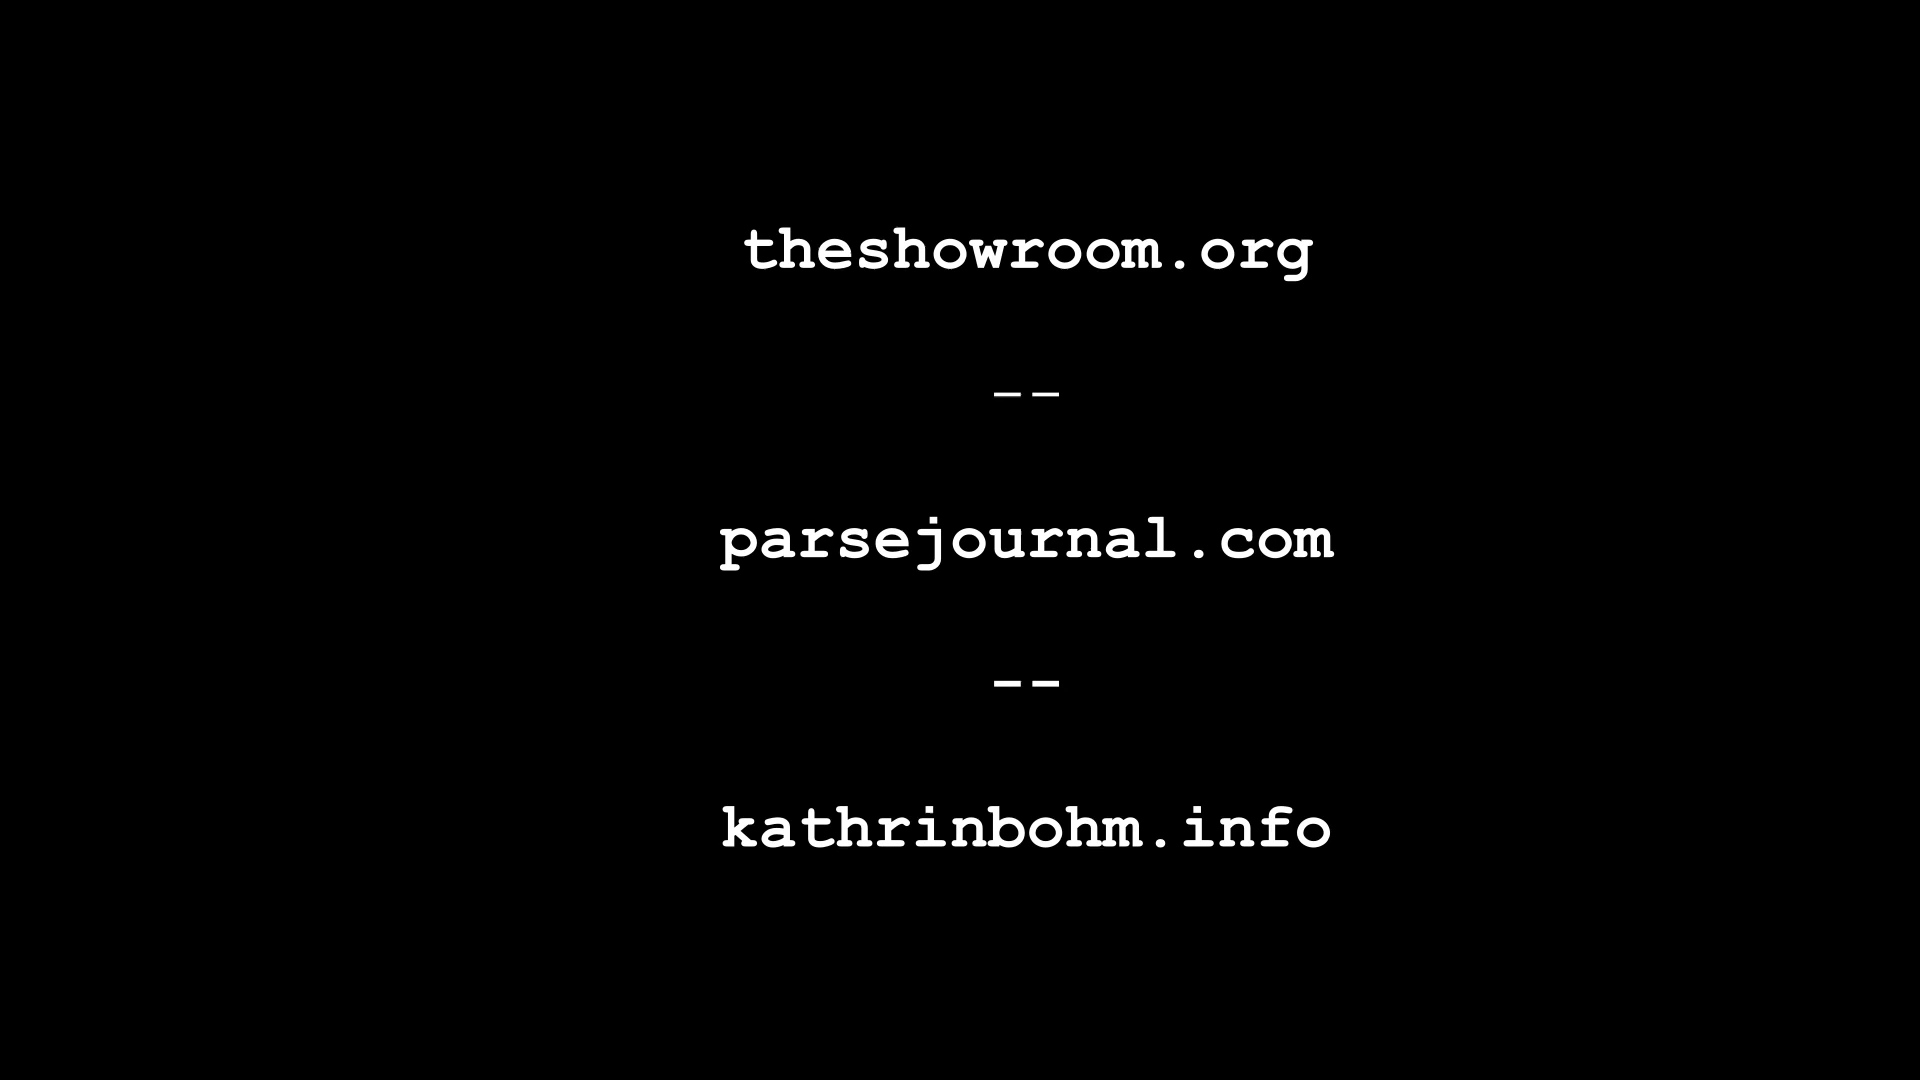 theshowroom.org
--
parsejournal.com
--
kathrinbohm.info